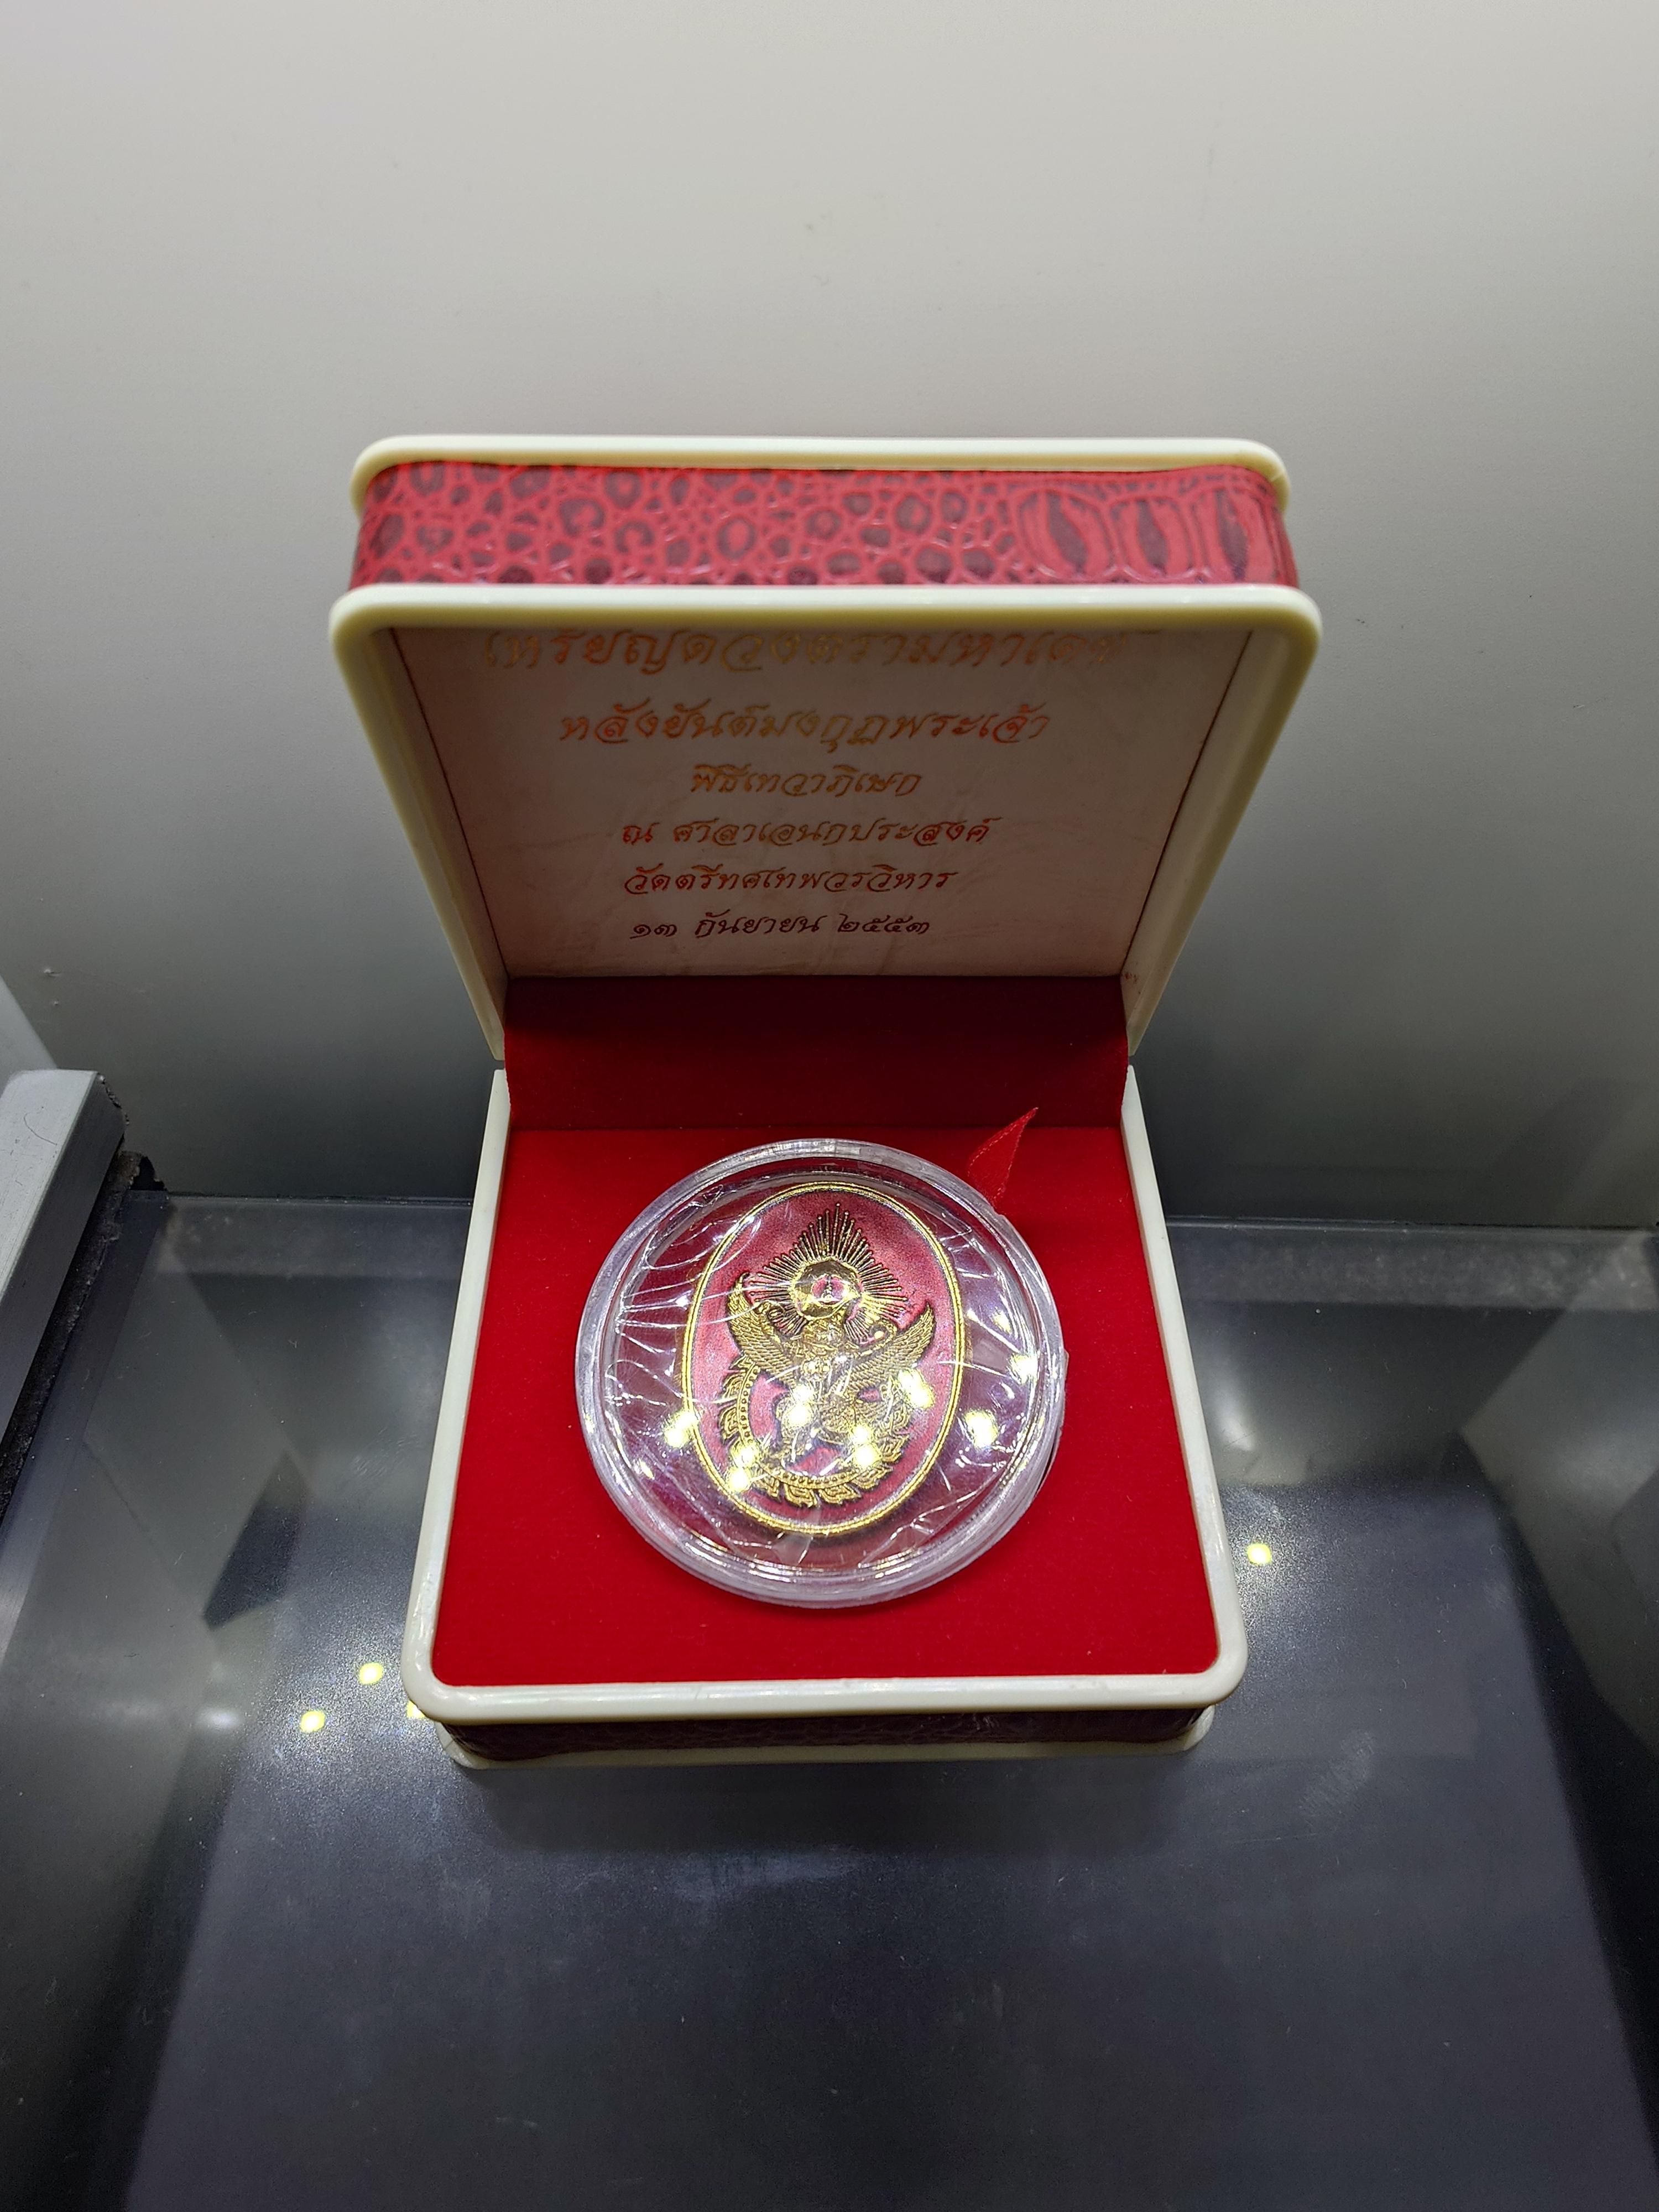 เหรียญดวงตรามหาเดช
หลังยันต์มงกุฎพระเจ้า
พิธีเทวาภิเษก
ณ ศาลาเอนกประสงค์
วัดตรีทศเทพวรวิหาร
๑๓ กันยายน ๒๕๕๓